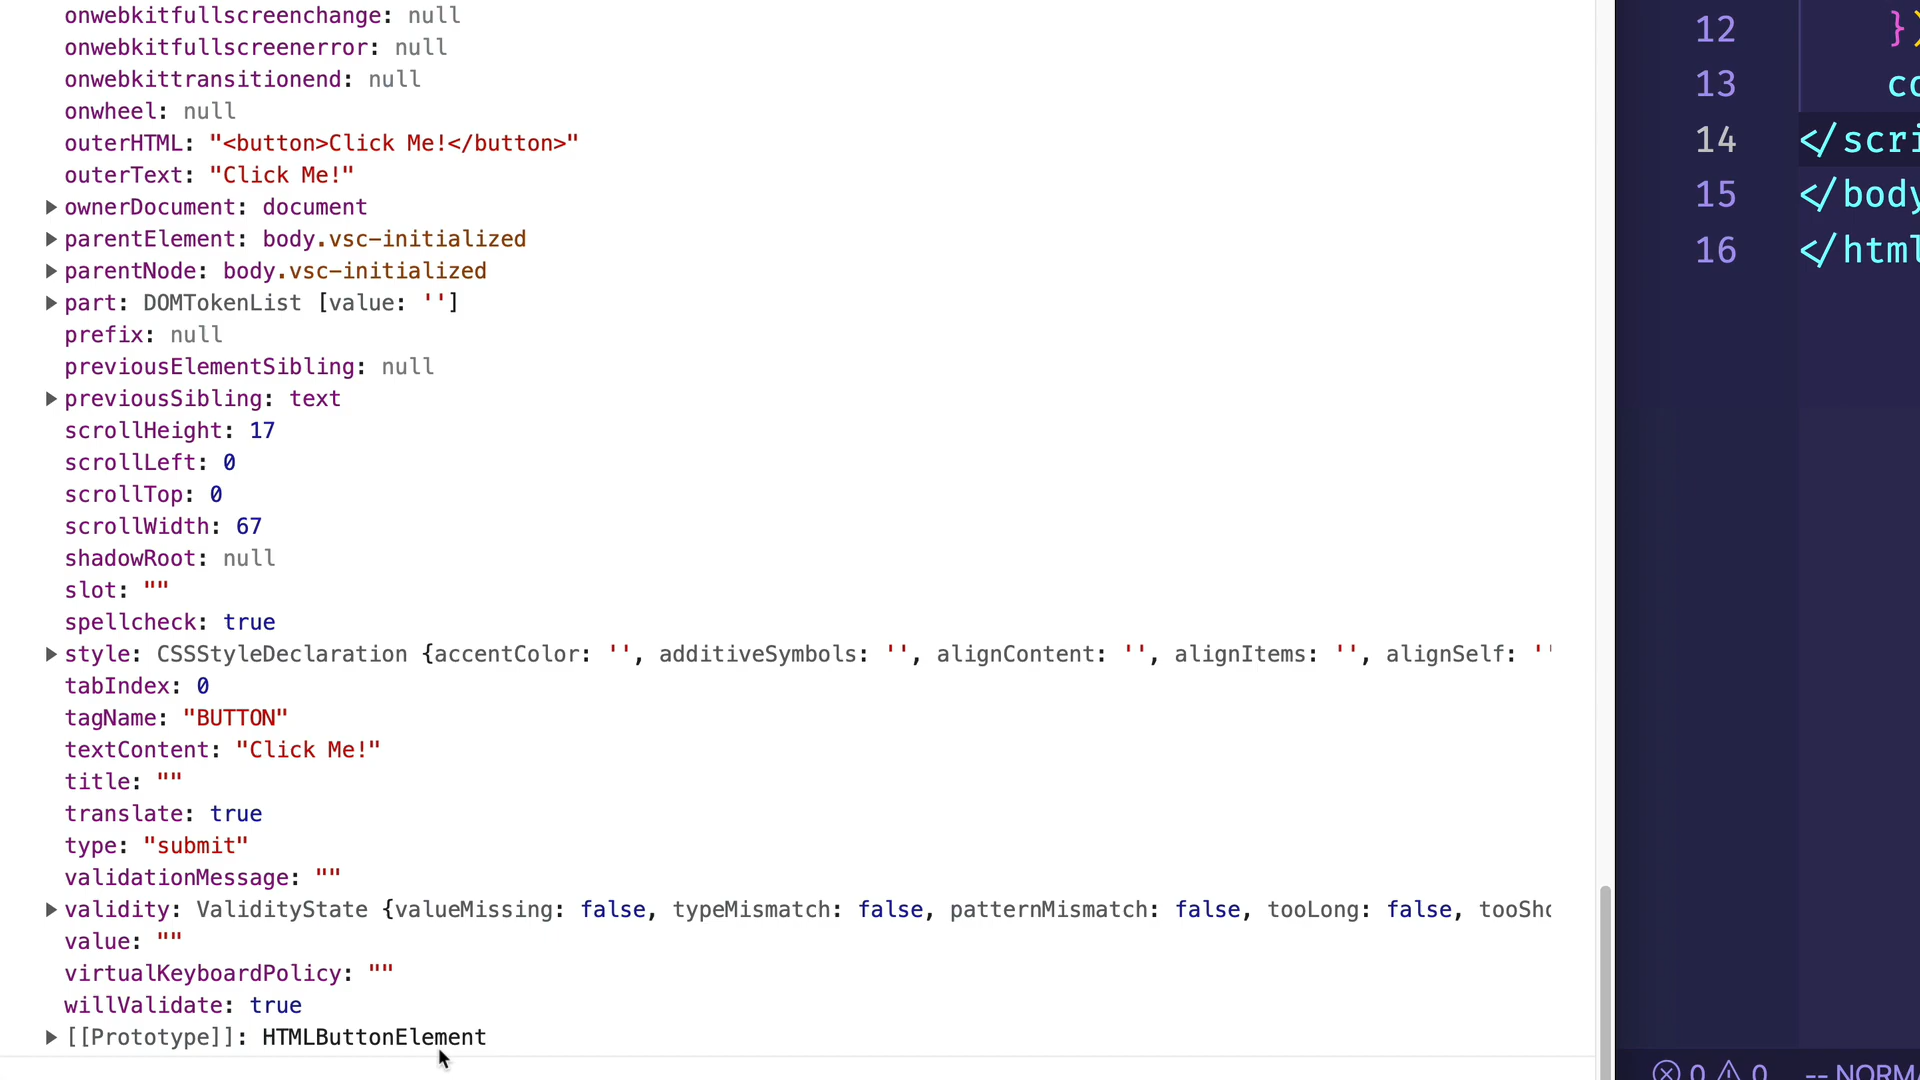 onwebkitfullscreenchange: null
onwebkitfullscreenerror: null
onwebkittransitionend: null
onwheel: null
outerHTML: "<button>Click Me!</button>"
outerText: "Click Me!"
ownerDocument: document
parentElement: body.vsc-initialized
parentNode: body.vsc-initialized
part: DOMTokenList [value: '']
prefix: null
previousElementSibling: null
previousSibling: text
scrollHeight: 17
scrollLeft: 0
scrollTop: 0
scrollWidth: 67
shadowRoot: null
slot: ""
spellcheck: true
style: CSSStyleDeclaration {accentColor: '', additiveSymbols: '', alignContent: '', alignItems: '', alignSelf: ''
tabIndex: 0
tagName: "BUTTON"
textContent: "Click Me!"
title: ""
translate: true
type: "submit"
validationMessage: ""
validity: ValidityState {valueMissing: false, typeMismatch: false, patternMismatch: false, tooLong: false, tooSho
value: ""
virtualKeyboardPolicy: ""
willValidate: true
[[Prototype]]: HTMLButtonElement
12 })
13 co
14 </scri
15 </body
16 </html
0 0 -- NORMA